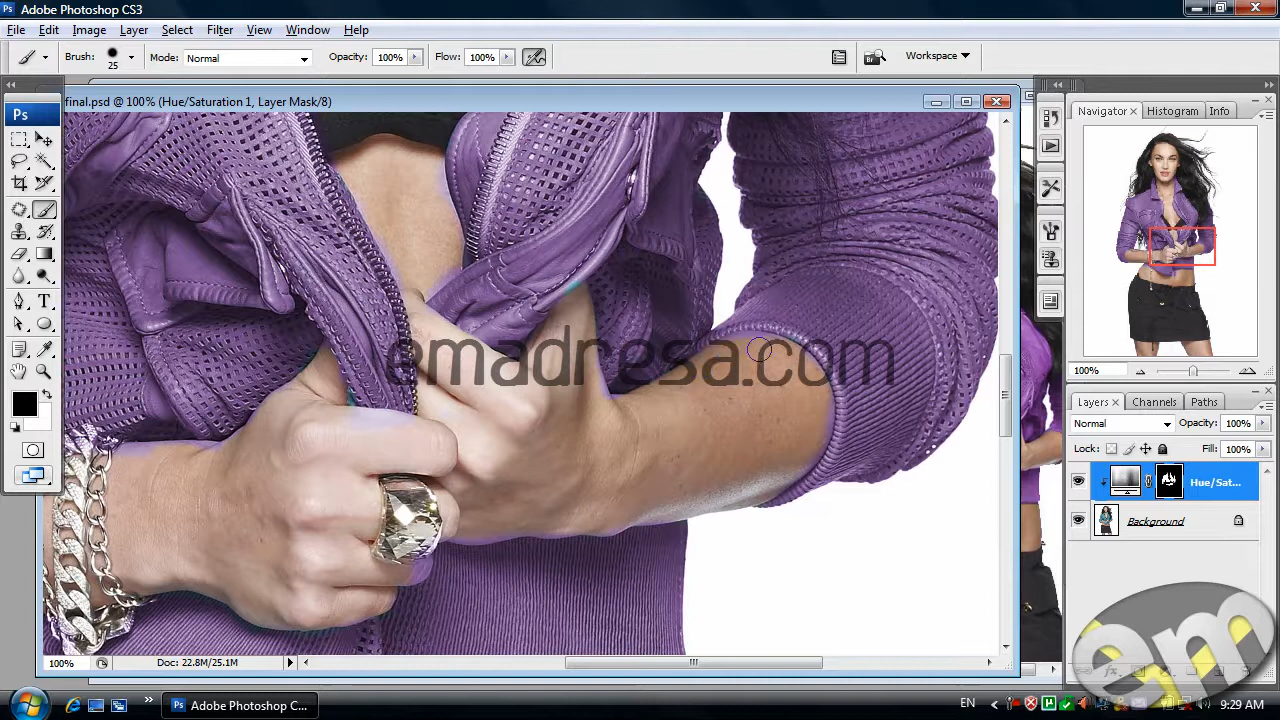 Adobe Photoshop CS3
File Edit Image Layer Select Filter View Window Help
Brush: 25 Mode: Normal Opacity: 100% Flow: 100% Workspace
final.psd @ 100% (Hue/Saturation 1, Layer Mask/8)
Ps
Navigator Histogram Info
emadresa.com
100%
Layers Channels Paths
Normal Opacity: 100%
Lock: Fill: 100%
Hue/Sat...
Background
em
100% Doc: 22.8M/25.1M
Adobe Photoshop C... EN 9:29 AM